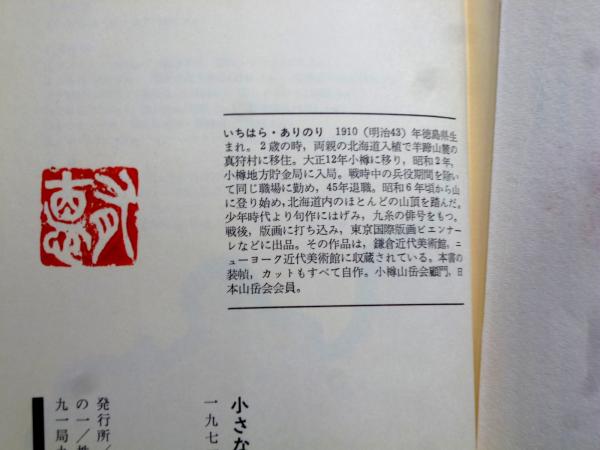 いちはら・ありのり　1910（明治43）年徳島県生
まれ。2歳の時，両親の北海道入植で羊蹄山麓の
真狩村に移住。大正12年小樽に移り，昭和2年，
小樽地方貯金局に入局。戦時中の兵役期間を除い
て同じ職場に勤め，45年退職。昭和6年頃から山
に登り始め，北海道内のほとんどの山頂を踏んだ。
少年時代より句作にはげみ，九糸の俳号をもつ。
戦後，版画に打ち込み，東京国際版画ビエンナー
レなどに出品。その作品は，鎌倉近代美術館，ニ
ューヨーク近代美術館に収蔵されている。本書の
装幀，カットもすべて自作。小樽山岳会顧問，日
本山岳会会員。
小さな
一九七
発行所／
の一／
九一局